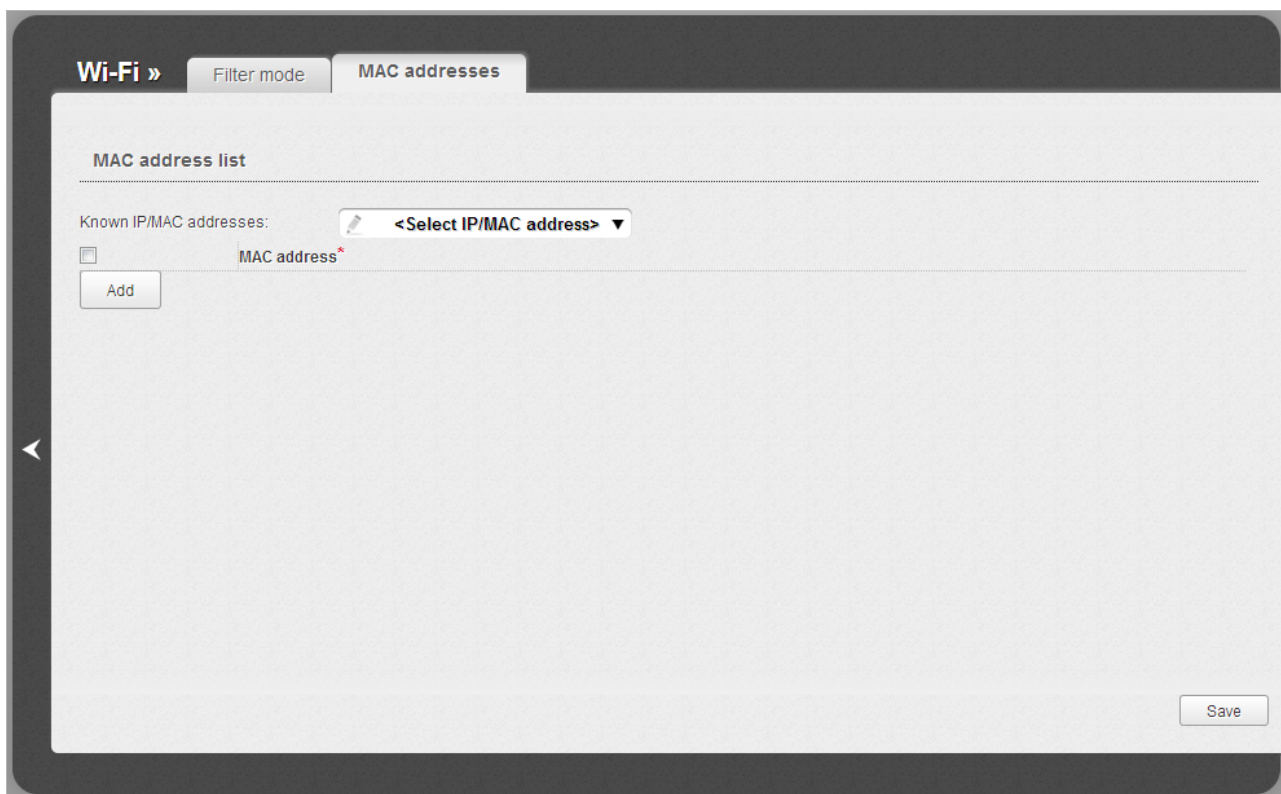 Wi-Fi » Filter mode MAC addresses
MAC address list
Known IP/MAC addresses: <Select IP/MAC address> ▼
MAC address*
Add
Save